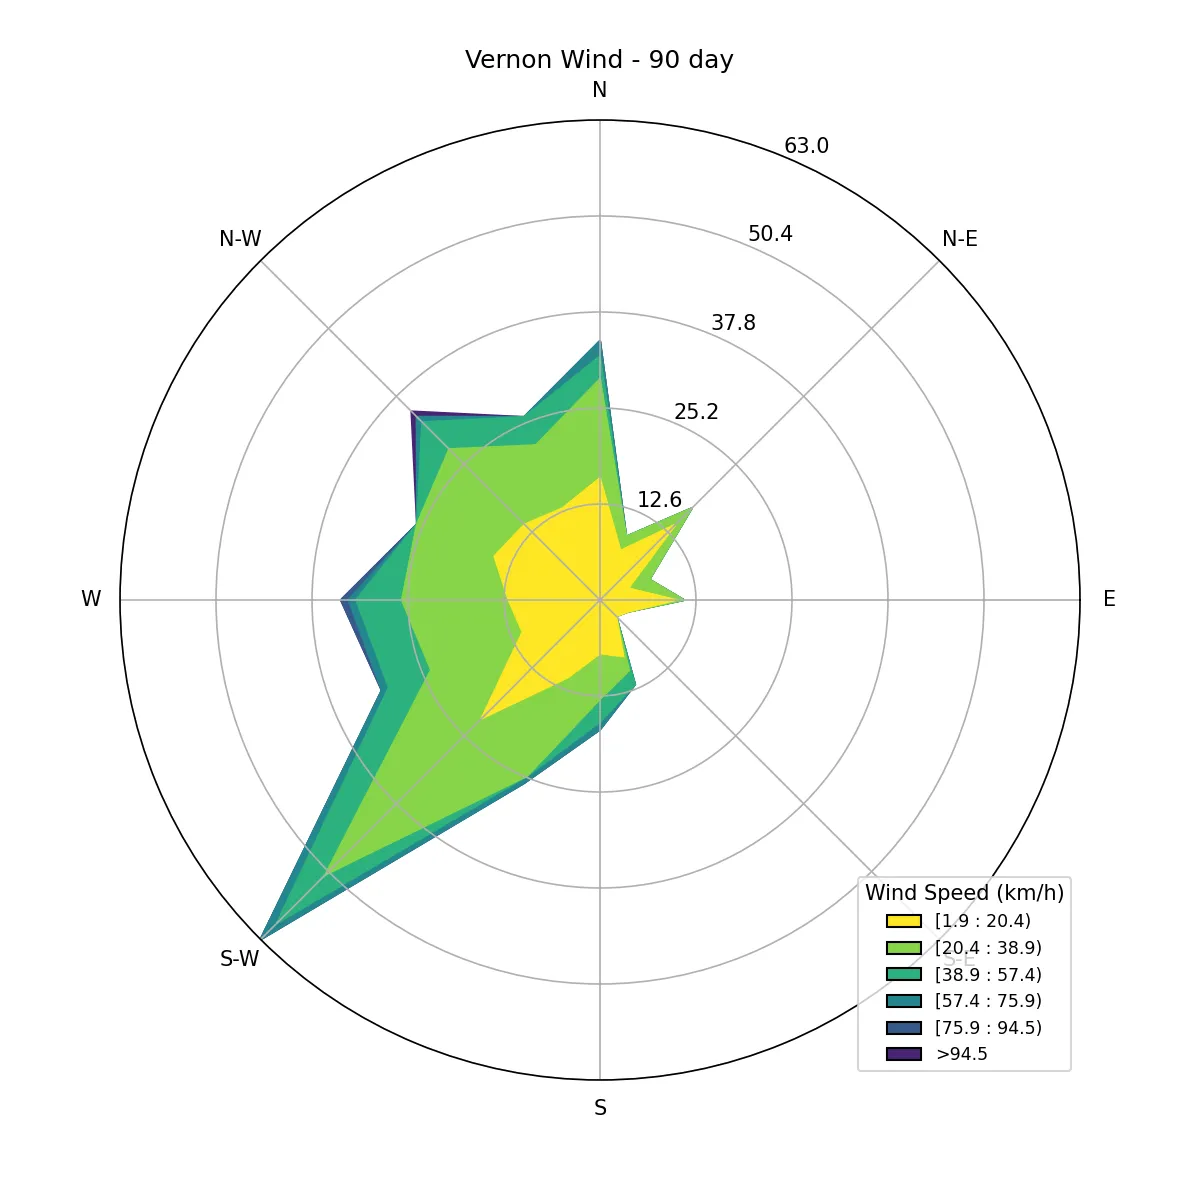 Vernon Wind - 90 day
N
63.0
50.4
N-W
N-E
37.8
25.2
12.6
W
E
Wind Speed (km/h)
[1.9 : 20.4)
[20.4 : 38.9)
S-W
S-E
[38.9 : 57.4)
[57.4 : 75.9)
[75.9 : 94.5)
>94.5
S